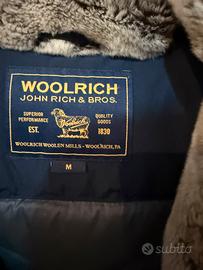 WOOLRICH
JOHN RICH & BROS.
SUPERIOR PERFORMANCE
QUALITY GOODS
EST.
Woolrich
1830
WOOLRICH WOOLEN MILLS - WOOLRICH, PA
M
subito